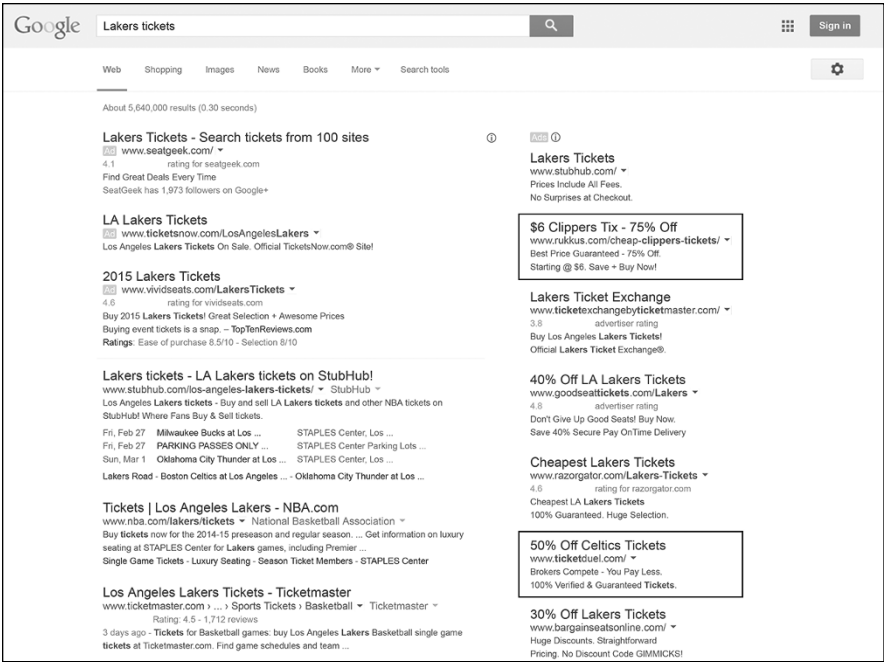 Google
Lakers tickets
Sign in
Web Shopping Images News Books More Search tools
About 5,640,000 results (0.30 seconds)
Lakers Tickets - Search tickets from 100 sites
Ad www.seatgeek.com/
4.1 rating for seatgeek.com
Find Great Deals Every Time
SeatGeek has 1,973 followers on Google+
LA Lakers Tickets
Ad www.ticketsnow.com/LosAngelesLakers
Los Angeles Lakers Tickets On Sale. Official TicketsNow.com® Site!
2015 Lakers Tickets
Ad www.vividseats.com/LakersTickets
4.6 rating for vividseats.com
Buy 2015 Lakers Tickets! Great Selection + Awesome Prices
Buying event tickets is a snap. – TopTenReviews.com
Ratings: Ease of purchase 8.5/10 - Selection 8/10
Lakers tickets - LA Lakers tickets on StubHub!
www.stubhub.com/los-angeles-lakers-tickets/ StubHub
Los Angeles Lakers tickets - Buy and sell LA Lakers tickets and other NBA tickets on
StubHub! Where Fans Buy & Sell tickets.
Fri, Feb 27 Milwaukee Bucks at Los ... STAPLES Center, Los ...
Fri, Feb 27 PARKING PASSES ONLY ... STAPLES Center Parking Lots ...
Sun, Mar 1 Oklahoma City Thunder at Los ... STAPLES Center, Los ...
Lakers Road - Boston Celtics at Los Angeles ... - Oklahoma City Thunder at Los ...
Tickets | Los Angeles Lakers - NBA.com
www.nba.com/lakers/tickets National Basketball Association
Buy tickets now for the 2014-15 preseason and regular season. ... Get information on luxury
seating at STAPLES Center for Lakers games, including Premier ...
Single Game Tickets - Luxury Seating - Season Ticket Members - STAPLES Center
Los Angeles Lakers Tickets - Ticketmaster
www.ticketmaster.com › ... › Sports Tickets › Basketball Ticketmaster
Rating: 4.5 - 1,712 reviews
3 days ago - Tickets for Basketball games: buy Los Angeles Lakers Basketball single game
tickets at Ticketmaster.com. Find game schedules and team ...
Ads
Lakers Tickets
www.stubhub.com/
Prices Include All Fees.
No Surprises at Checkout.
$6 Clippers Tix - 75% Off
www.rukkus.com/cheap-clippers-tickets/
Best Price Guaranteed - 75% Off.
Starting @ $6. Save + Buy Now!
Lakers Ticket Exchange
www.ticketexchangebyticketmaster.com/
3.8 advertiser rating
Buy Los Angeles Lakers Tickets!
Official Lakers Ticket Exchange®.
40% Off LA Lakers Tickets
www.goodseattickets.com/Lakers
4.8 advertiser rating
Don't Give Up Good Seats! Buy Now.
Save 40% Secure Pay OnTime Delivery
Cheapest Lakers Tickets
www.razorgator.com/Lakers-Tickets
4.6 rating for razorgator.com
Cheapest LA Lakers Tickets
100% Guaranteed. Huge Selection.
50% Off Celtics Tickets
www.ticketduel.com/
Brokers Compete - You Pay Less.
100% Verified & Guaranteed Tickets.
30% Off Lakers Tickets
www.bargainseatsonline.com/
Huge Discounts. Straightforward
Pricing. No Discount Code GIMMICKS!